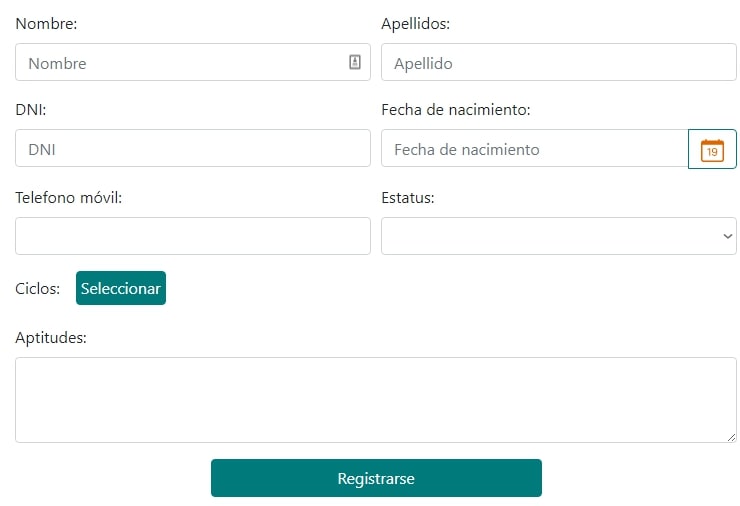 Nombre: Apellidos:
Nombre Apellido
DNI: Fecha de nacimiento:
DNI Fecha de nacimiento 19
Telefono móvil: Estatus:
Ciclos: Seleccionar
Aptitudes:
Registrarse